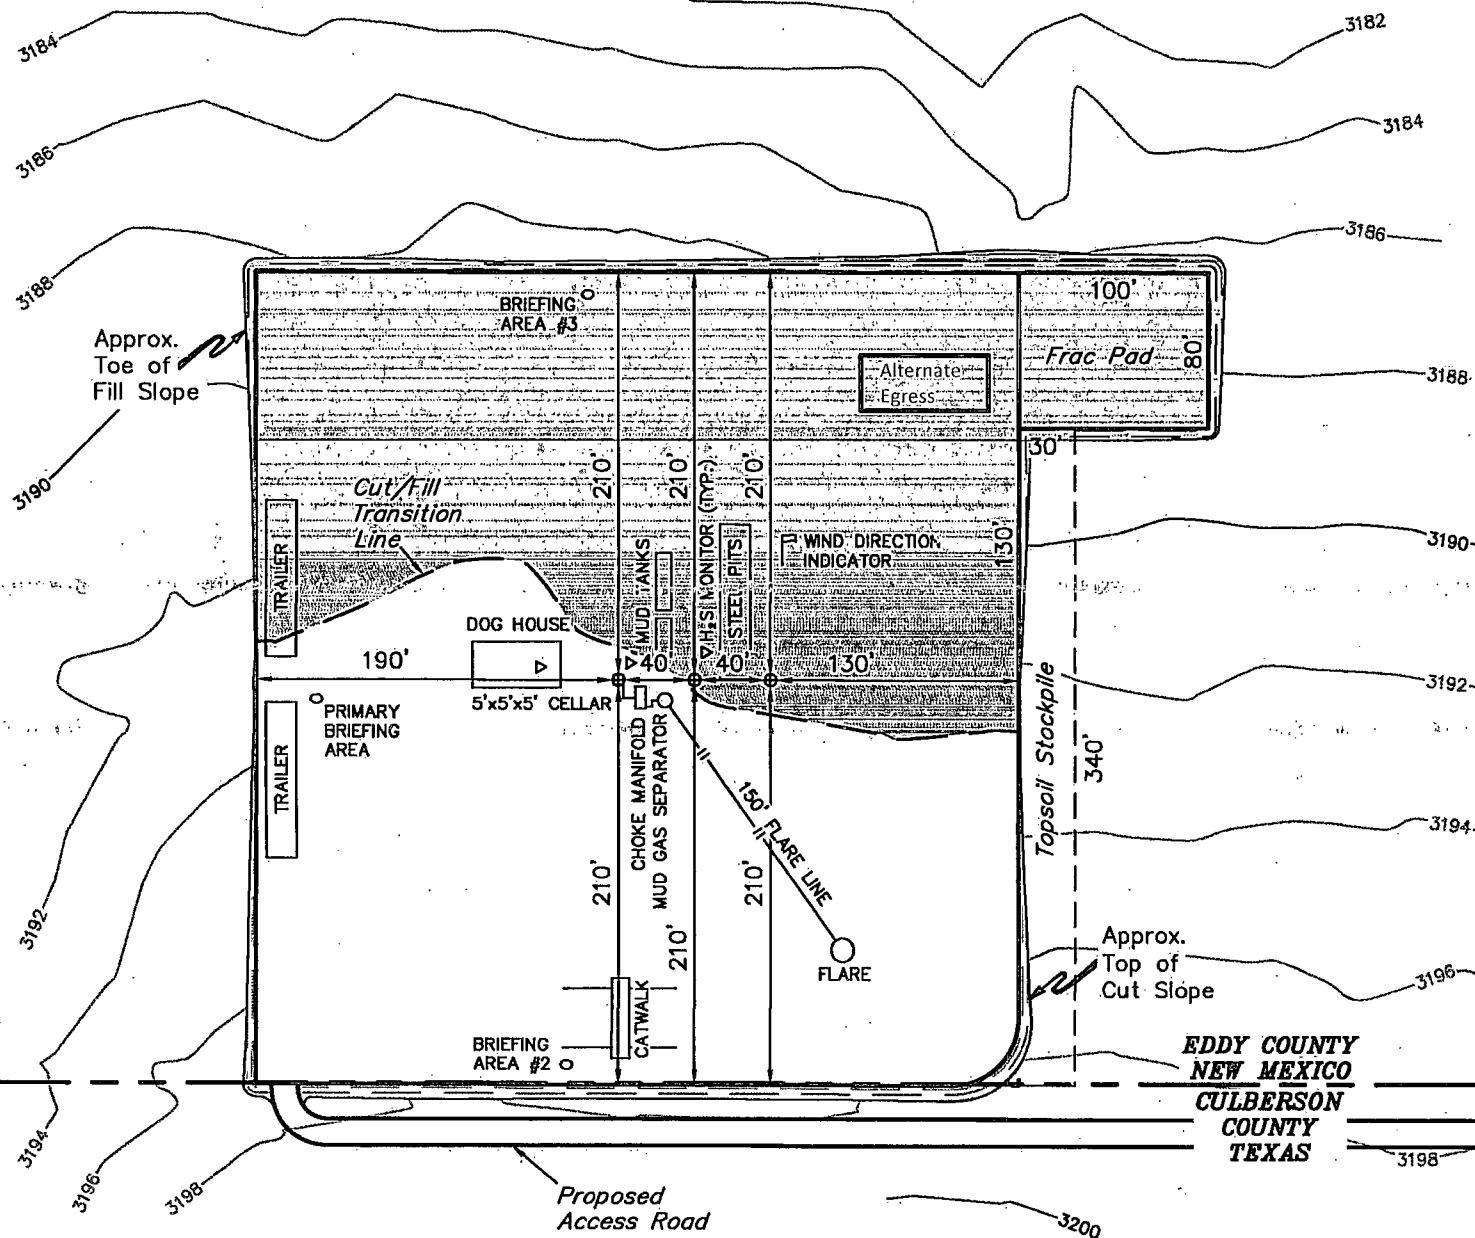 3184
3182
3184
3186
3186
3188
BRIEFING
AREA #3
100'
Approx.
Toe of
Fill Slope
Frac Pad
80'
Alternate
Egress
3188
3190
30'
Cut/Fill
Transition
Line
210'
210'
210'
TRAILER
MUD TANKS
H2S MONITOR (TYP.)
STEEL PITS
WIND DIRECTION
INDICATOR
130'
3190
DOG HOUSE
190'
40'
40'
130'
3192
5'x5'x5' CELLAR
PRIMARY
BRIEFING
AREA
TRAILER
CHOKE MANIFOLD
MUD GAS SEPARATOR
150' FLARE LINE
Topsoil Stockpile
340'
3194
3192
210'
210'
210'
FLARE
Approx.
Top of
Cut Slope
3196
CATWALK
BRIEFING
AREA #2
EDDY COUNTY
NEW MEXICO
CULBERSON
COUNTY
TEXAS
3194
3196
3198
3198
Proposed
Access Road
3200